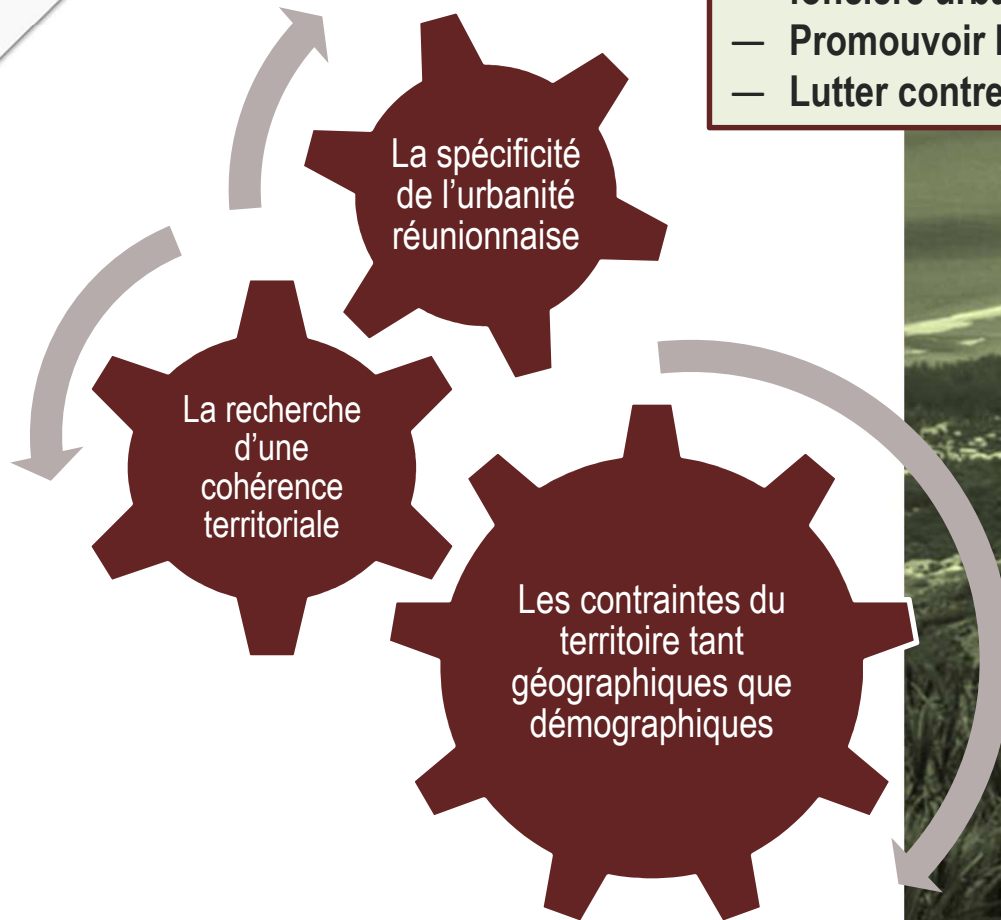 — Promouvoir
— Lutter contre
La spécificité
de l’urbanité
réunionnaise
La recherche
d’une
cohérence
territoriale
Les contraintes du
territoire tant
géographiques que
démographiques